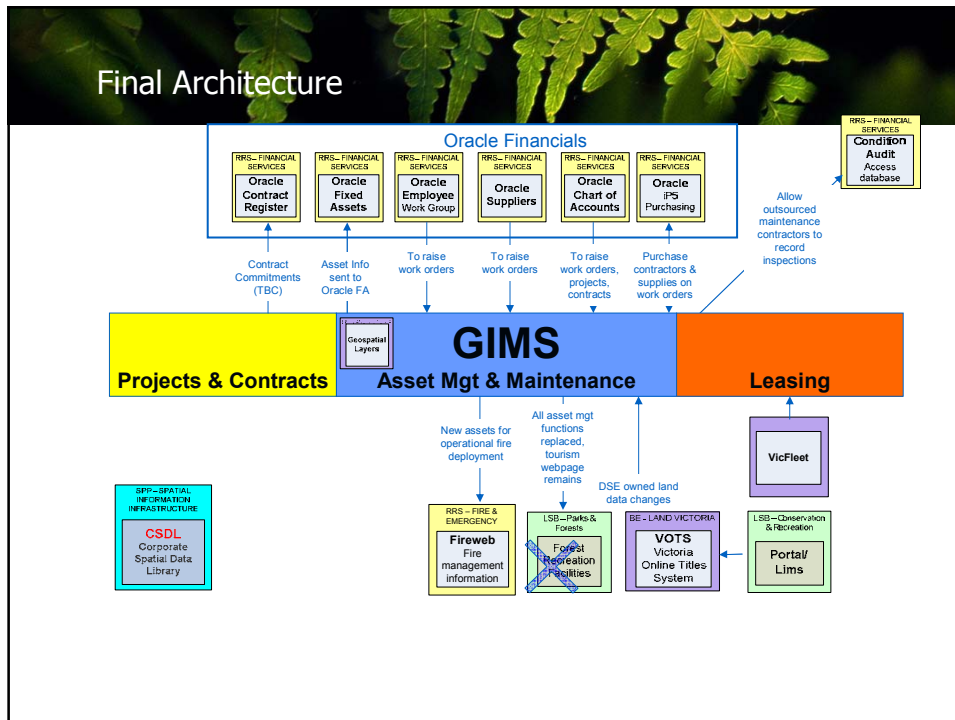 Final Architecture
Oracle Financials
RRS – FINANCIAL
SERVICES
Oracle
Contract
Register
RRS – FINANCIAL
SERVICES
Oracle
Fixed
Assets
RRS – FINANCIAL
SERVICES
Oracle
Employee
Work Group
RRS – FINANCIAL
SERVICES
Oracle
Suppliers
RRS – FINANCIAL
SERVICES
Oracle
Chart of
Accounts
RRS – FINANCIAL
SERVICES
Oracle
iP5
Purchasing
RRS – FINANCIAL
SERVICES
Condition
Audit
Access
database
Contract
Commitments
(TBC)
Asset Info
sent to
Oracle FA
To raise
work orders
To raise
work orders
To raise
work orders,
projects,
contracts
Purchase
contractors &
supplies on
work orders
Allow
outsourced
maintenance
contractors to
record
inspections
Geospatial
Layers
GIMS
Projects & Contracts
Asset Mgt & Maintenance
Leasing
New assets for
operational fire
deployment
All asset mgt
functions
replaced,
tourism
webpage
remains
DSE owned land
data changes
VicFleet
SPP – SPATIAL
INFORMATION
INFRASTRUCTURE
CSDL
Corporate
Spatial Data
Library
RRS – FIRE &
EMERGENCY
Fireweb
Fire
management
information
LSB – Parks &
Forests
Forest
Recreation
Facilities
BE - LAND VICTORIA
VOTS
Victoria
Online Titles
System
LSB – Conservation
& Recreation
Portal/
Lims